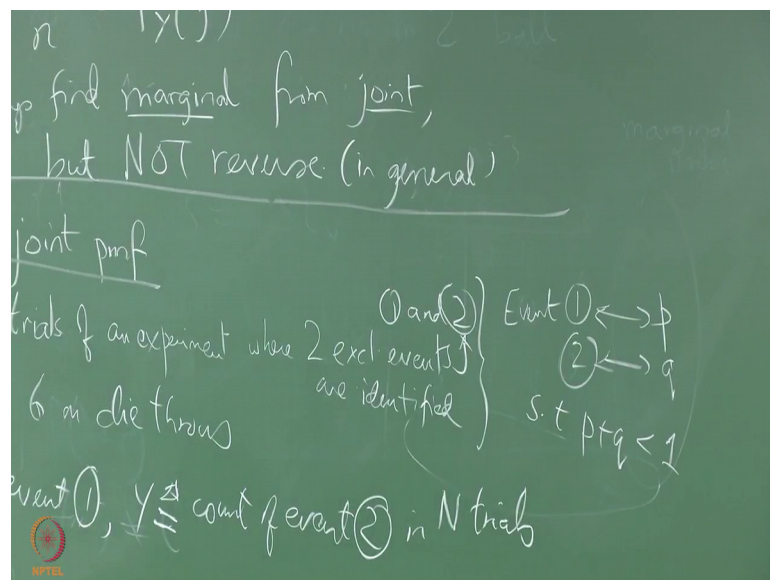 n Y(J)
find marginal from joint,
but NOT reverse (in general)
marginal
joint pmf
trials of an experiment where 2 excl. events
are identified
① and ②
Event ① ⟷ p
② ⟷ q
s.t p+q < 1
6 on die throws
event ①, Y ≜ count of event ② in N trials
NPTEL